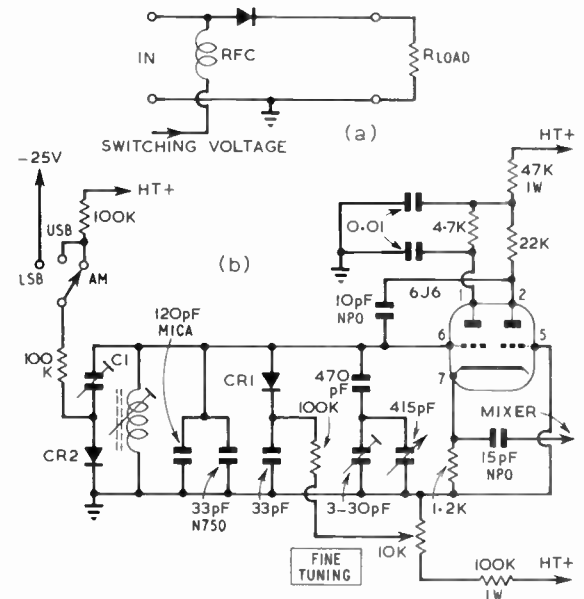 IN
RFC
RLOAD
SWITCHING VOLTAGE
(a)
-25V
HT+
100K
USB
LSB
AM
(b)
HT+
47K
1W
0.01
4·7K
22K
10pF
NPO
6J6
1
2
6
5
7
120pF
MICA
100
K
C1
CR1
470
pF
100K
415pF
MIXER
CR2
15pF
NPO
33pF
N750
33pF
3-30pF
1·2K
10K
FINE
TUNING
100K
1W
HT+